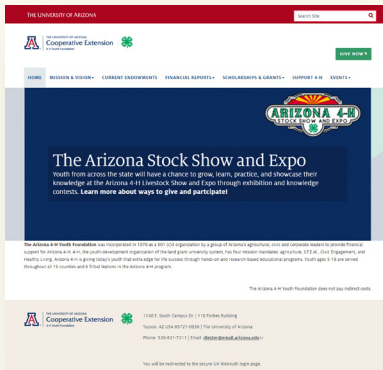 THE UNIVERSITY OF ARIZONA
Search Site
THE UNIVERSITY OF ARIZONA
Cooperative Extension
4-H Youth Foundation
GIVE NOW
HOME MISSION & VISION CURRENT ENDOWMENTS FINANCIAL REPORTS SCHOLARSHIPS & GRANTS SUPPORT 4-H EVENTS
ARIZONA 4-H
STOCK SHOW AND EXPO
The Arizona Stock Show and Expo
Youth from across the state will have a chance to grow, learn, practice, and showcase their
knowledge at the Arizona 4-H Livestock Show and Expo through exhibition and knowledge
contests. Learn more about ways to give and partcipate!
The Arizona 4-H Youth Foundation was incorporated in 1976 as a 501 (c)3 organization by a group of Arizona's agricultural, civic and corporate leaders to provide financial
support for Arizona 4-H. 4-H, the youth development organization of the land grant university system, has four mission mandates: agriculture, S.T.E.M., Civic Engagement, and
Healthy Living. Arizona 4-H is giving today's youth that extra edge for life success through hands-on and research-based educational programs. Youth ages 5-18 are served
throughout all 15 counties and 6 Tribal Nations in the Arizona 4-H program.
The Arizona 4-H Youth Foundation does not pay indirect costs.
THE UNIVERSITY OF ARIZONA
Cooperative Extension
4-H Youth Foundation
1140 E. South Campus Dr | 118 Forbes Building
Tucson, AZ USA 85721-0038 | The University of Arizona
Phone: 520-621-7211 | Email:
You will be redirected to the secure UA WebAuth login page.